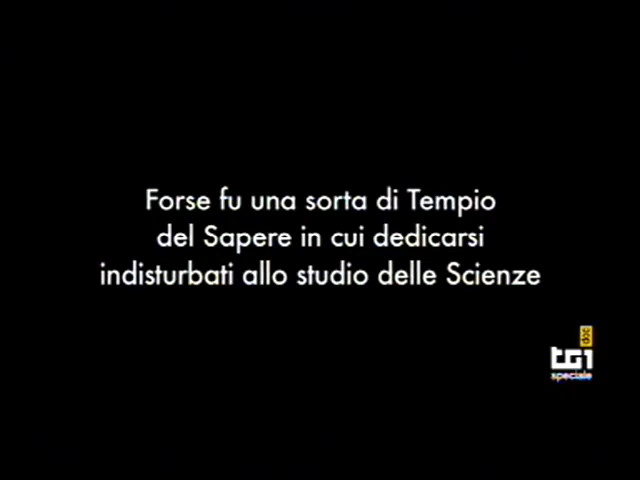 Forse fu una sorta di Tempio
del Sapere in cui dedicarsi
indisturbati allo studio delle Scienze
doc
tg1
speciale